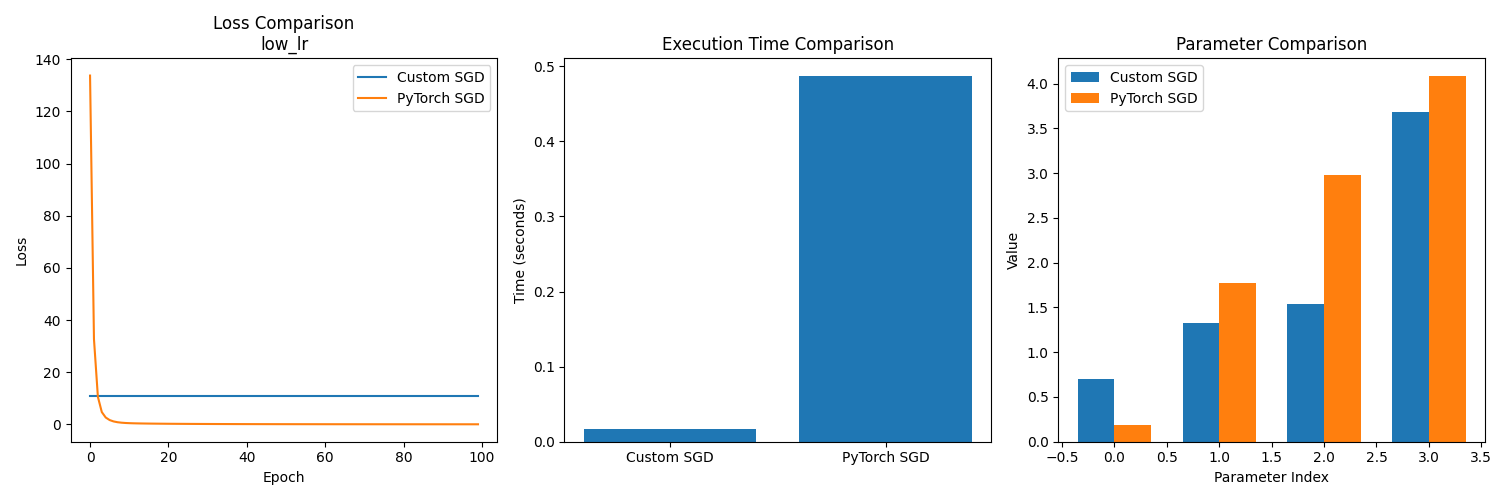 Loss Comparison
low_lr
Custom SGD
PyTorch SGD
140
120
100
80
60
40
20
0
Loss
0 20 40 60 80 100
Epoch
Execution Time Comparison
0.5
0.4
0.3
0.2
0.1
0.0
Time (seconds)
Custom SGD PyTorch SGD
Parameter Comparison
Custom SGD
PyTorch SGD
4.0
3.5
3.0
2.5
2.0
1.5
1.0
0.5
0.0
Value
−0.5 0.0 0.5 1.0 1.5 2.0 2.5 3.0 3.5
Parameter Index